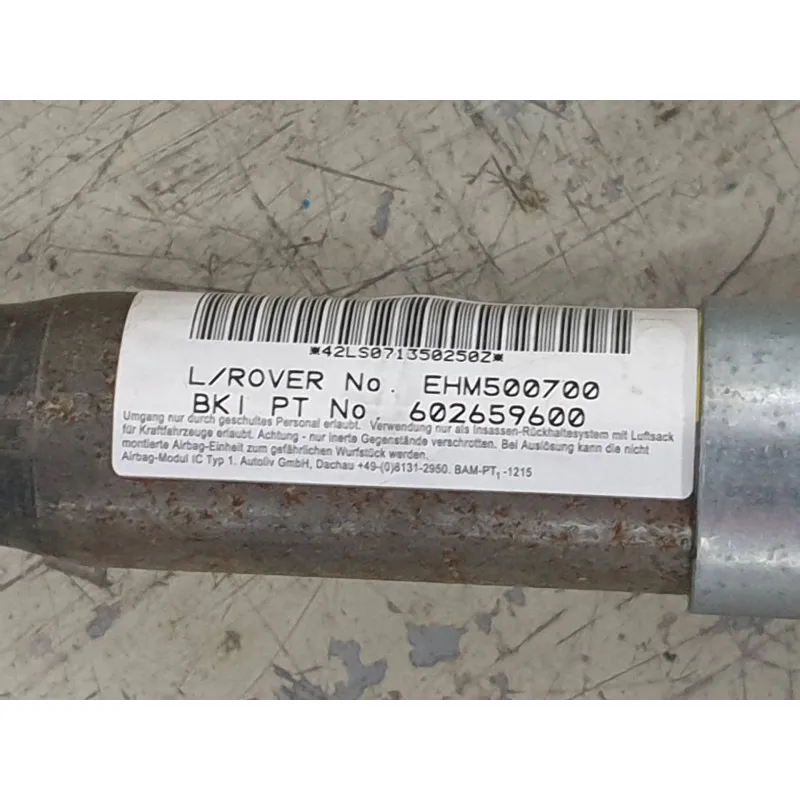 *42LS071350250Z*
L/ROVER No. EHM500700
BKI PT No. 602659600
Umgang nur durch geschultes Personal erlaubt. Verwendung nur als Insassen-Rückhaltesystem mit Luftsack
für Kraftfahrzeuge erlaubt. Achtung - nur inerte Gegenstände verschrotten. Bei Auslösung kann die nicht
montierte Airbag-Einheit zum gefährlichen Wurfstück werden.
Airbag-Modul IC Typ 1. Autoliv GmbH, Dachau +49-(0)8131-2950. BAM-PT₁-1215